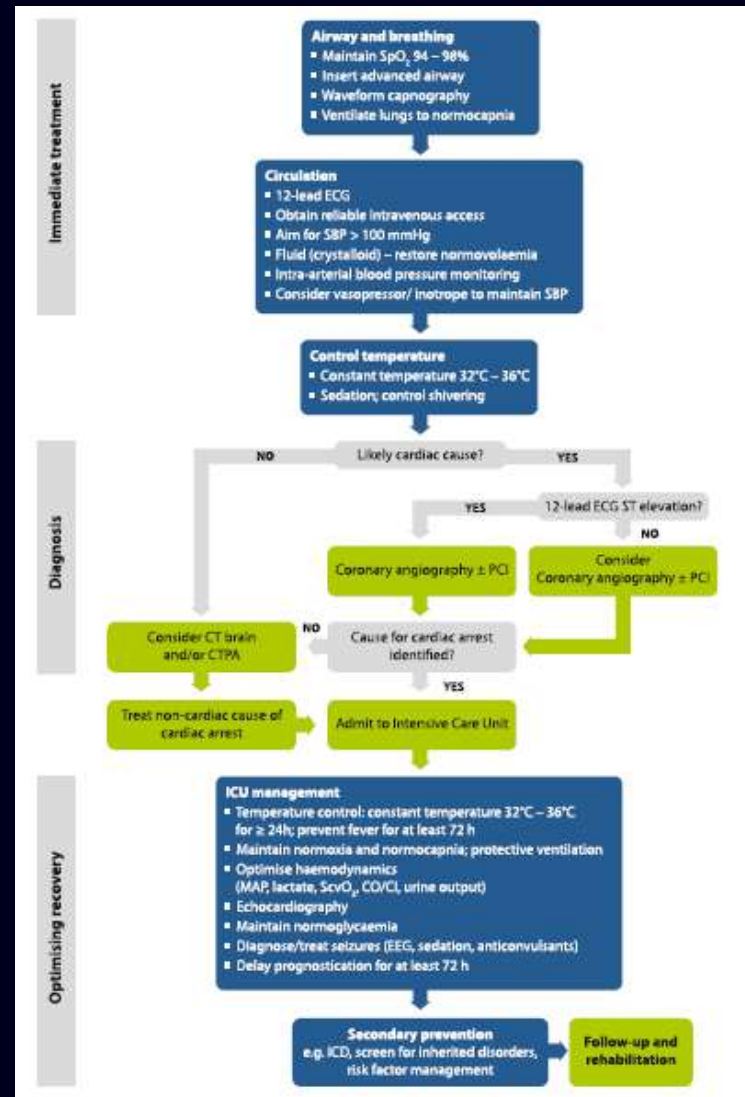 Immediate treatment
Airway and breathing
▪ Maintain SpO₂ 94 – 98%
▪ Insert advanced airway
▪ Waveform capnography
▪ Ventilate lungs to normocapnia
Circulation
▪ 12-lead ECG
▪ Obtain reliable intravenous access
▪ Aim for SBP > 100 mmHg
▪ Fluid (crystalloid) – restore normovolaemia
▪ Intra-arterial blood pressure monitoring
▪ Consider vasopressor/ inotrope to maintain SBP
Control temperature
▪ Constant temperature 32°C – 36°C
▪ Sedation; control shivering
Diagnosis
NO
Likely cardiac cause?
YES
YES
12-lead ECG ST elevation?
NO
Coronary angiography ± PCI
Consider
Coronary angiography ± PCI
Consider CT brain
and/or CTPA
NO
Cause for cardiac arrest
identified?
YES
Treat non-cardiac cause of
cardiac arrest
Admit to Intensive Care Unit
Optimising recovery
ICU management
▪ Temperature control: constant temperature 32°C – 36°C
for ≥ 24h; prevent fever for at least 72 h
▪ Maintain normoxia and normocapnia; protective ventilation
▪ Optimise haemodynamics
(MAP, lactate, ScvO₂, CO/CI, urine output)
▪ Echocardiography
▪ Maintain normoglycaemia
▪ Diagnose/treat seizures (EEG, sedation, anticonvulsants)
▪ Delay prognostication for at least 72 h
Secondary prevention
e.g. ICD, screen for inherited disorders,
risk factor management
Follow-up and
rehabilitation